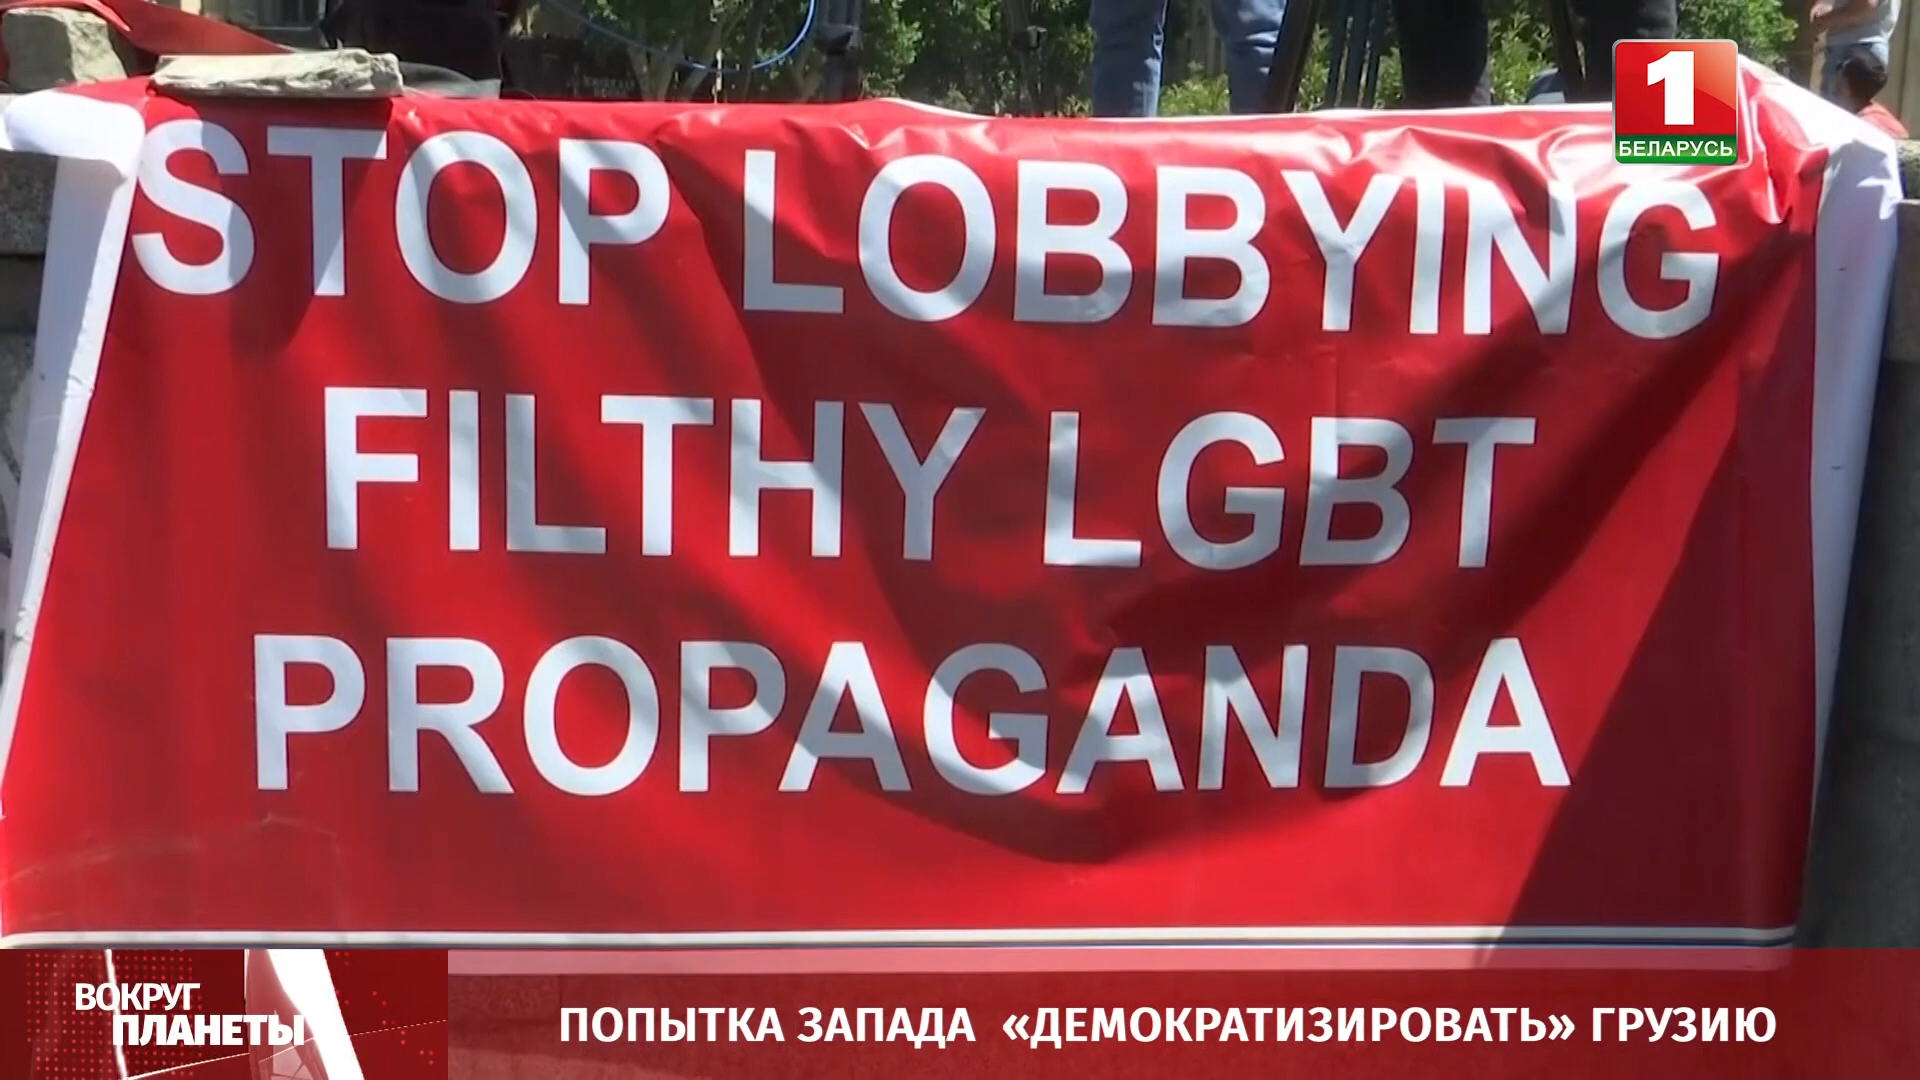 1
БЕЛАРУСЬ
STOP LOBBYING
FILTHY LGBT
PROPAGANDA
ВОКРУГ
ПЛАНЕТЫ
ПОПЫТКА ЗАПАДА «ДЕМОКРАТИЗИРОВАТЬ» ГРУЗИЮ